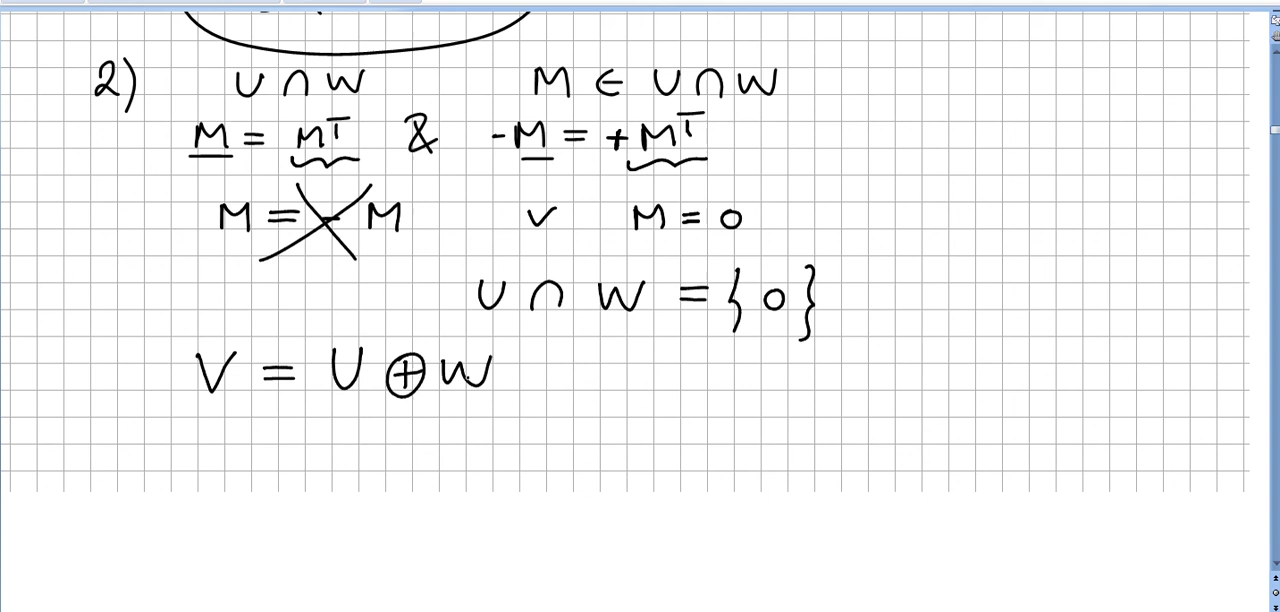 2) U ∩ W M ∈ U ∩ W
M = Mᵀ & -M = +Mᵀ
M = - M v M = 0
U ∩ W = {0}
V = U ⊕ W